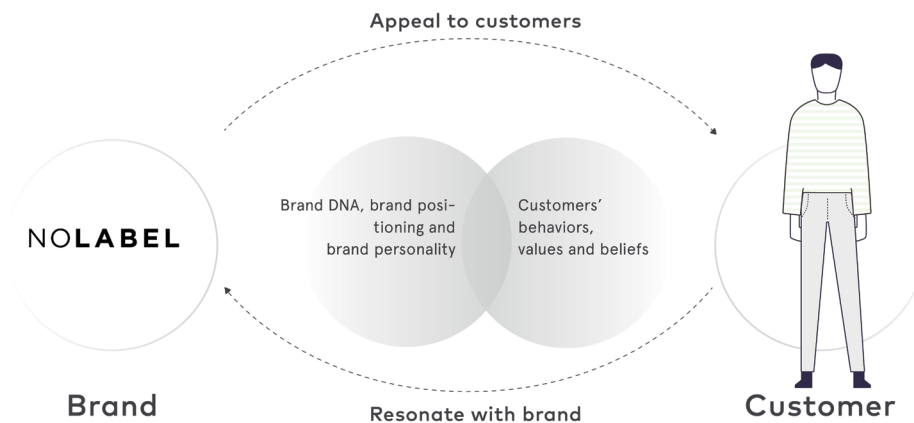 Appeal to customers
Brand DNA, brand posi-
tioning and
brand personality
Customers'
behaviors,
values and beliefs
NOLABEL
Resonate with brand
Brand
Customer